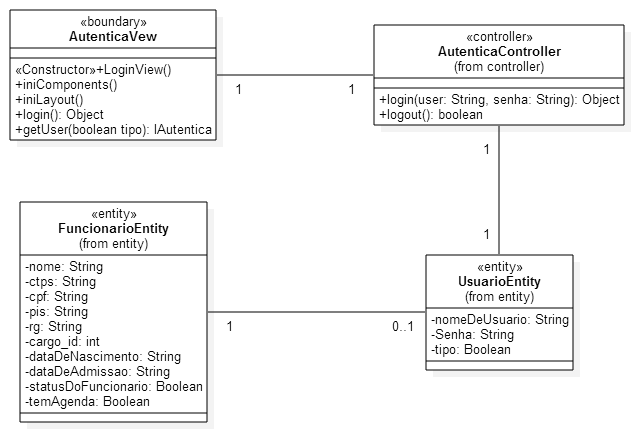 «boundary»
AutenticaVew
«Constructor»+LoginView()
+iniComponents()
+iniLayout()
+login(): Object
+getUser(boolean tipo): IAutentica
1
1
«controller»
AutenticaController
(from controller)
+login(user: String, senha: String): Object
+logout(): boolean
1
1
«entity»
FuncionarioEntity
(from entity)
-nome: String
-ctps: String
-cpf: String
-pis: String
-rg: String
-cargo_id: int
-dataDeNascimento: String
-dataDeAdmissao: String
-statusDoFuncionario: Boolean
-temAgenda: Boolean
1
0..1
«entity»
UsuarioEntity
(from entity)
-nomeDeUsuario: String
-Senha: String
-tipo: Boolean